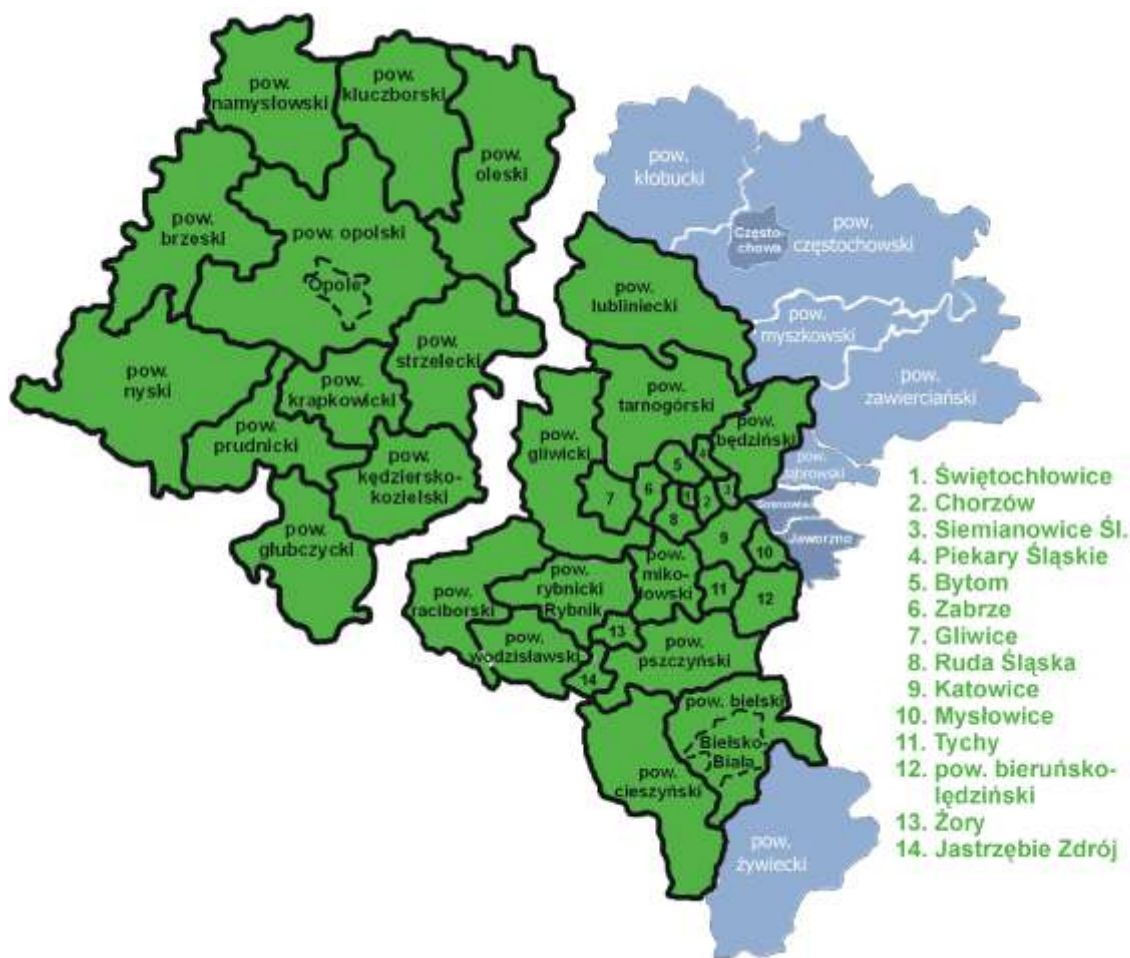 pow.
namysłowski
pow.
kluczborski
pow.
oleski
pow.
brzeski
pow. opolski
Opole
pow.
nyski
pow.
strzelecki
pow.
krapkowicki
pow.
prudnicki
pow.
kędziersko-
kozielski
pow.
głubczycki
pow.
kłobucki
Często-
chowa
pow.
częstochowski
pow.
lubliniecki
pow.
myszkowski
pow.
zawierciański
pow.
tarnogórski
pow.
będziński
pow.
gliwicki
pow.
Jaworzno
4
5
6
7
1
2
3
8
9
10
11
12
pow.
miko-
łowski
pow.
rybnicki
Rybnik
pow.
raciborski
13
pow.
wodzisławski
14
pow.
pszczyński
pow. bielski
Bielsko-
Biała
pow.
cieszyński
pow.
żywiecki
1. Świętochłowice
2. Chorzów
3. Siemianowice Śl.
4. Piekary Śląskie
5. Bytom
6. Zabrze
7. Gliwice
8. Ruda Śląska
9. Katowice
10. Mysłowice
11. Tychy
12. pow. bieruńsko-
lędziński
13. Żory
14. Jastrzębie Zdrój